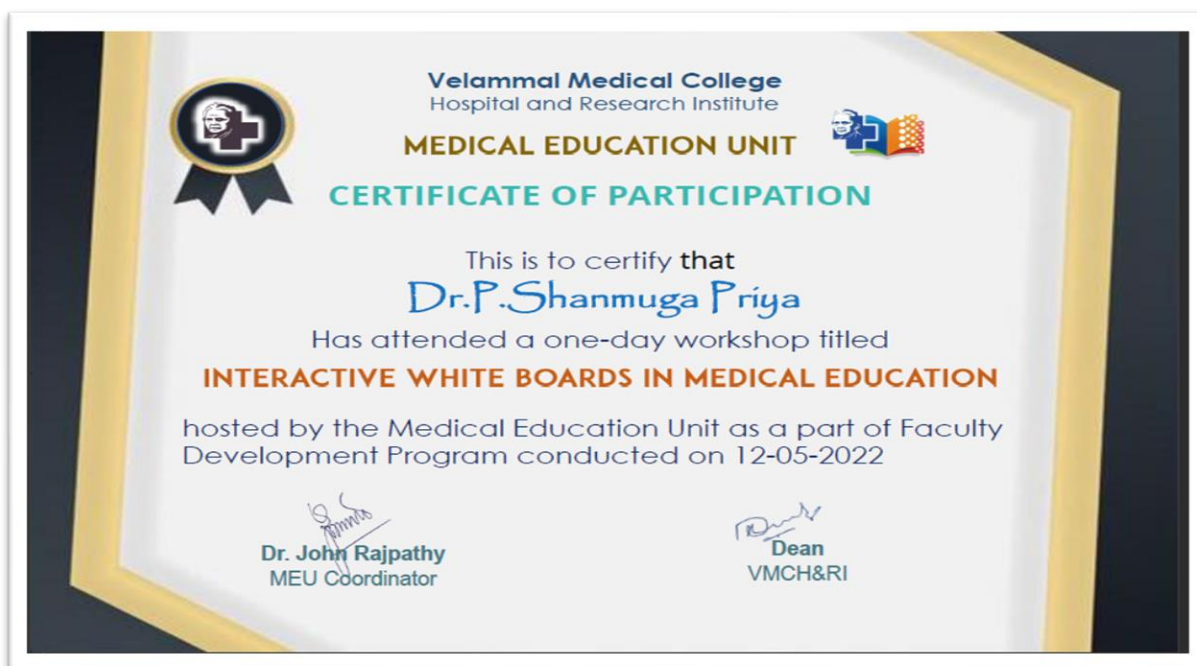 Velammal Medical College
Hospital and Research Institute
MEDICAL EDUCATION UNIT
CERTIFICATE OF PARTICIPATION
This is to certify that
Dr.P.Shanmuga Priya
Has attended a one-day workshop titled
INTERACTIVE WHITE BOARDS IN MEDICAL EDUCATION
hosted by the Medical Education Unit as a part of Faculty
Development Program conducted on 12-05-2022
Dr. John Rajpathy
MEU Coordinator
Dean
VMCH&RI